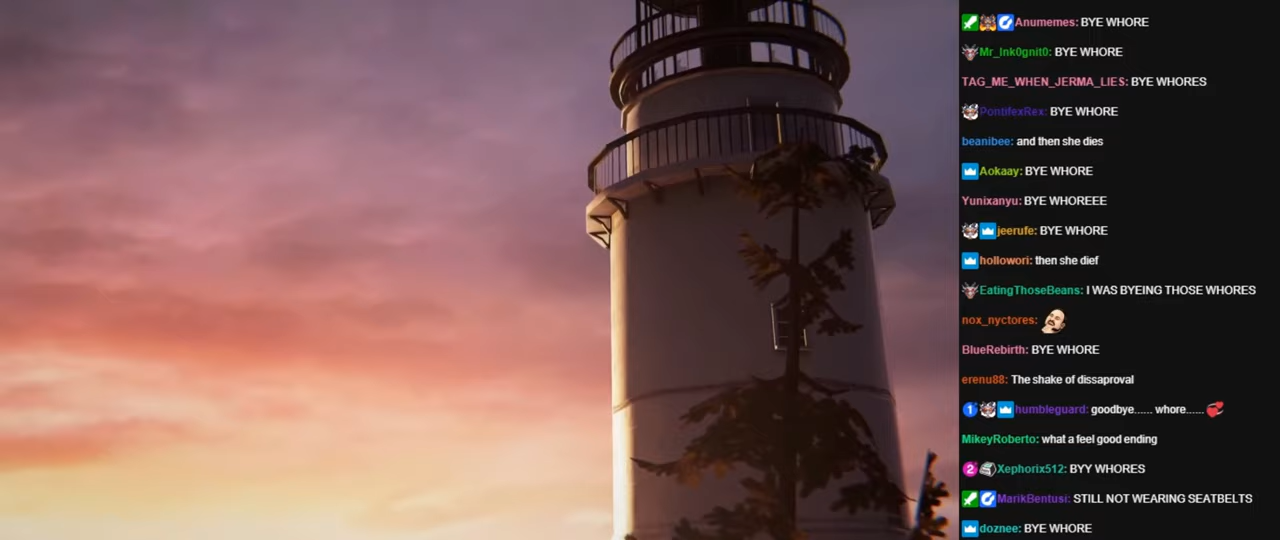 Anumemes: BYE WHORE
Mr_Ink0gnit0: BYE WHORE
TAG_ME_WHEN_JERMA_LIES: BYE WHORES
PontifexRex: BYE WHORE
beanibee: and then she dies
Aokaay: BYE WHORE
Yunixanyu: BYE WHOREEE
jeerufe: BYE WHORE
hollowori: then she dief
EatingThoseBeans: I WAS BYEING THOSE WHORES
nox_nyctores:
BlueRebirth: BYE WHORE
erenu88: The shake of dissaproval
1 humbleguard: goodbye...... whore......
MikeyRoberto: what a feel good ending
2 Xephorix512: BYY WHORES
MarikBentusi: STILL NOT WEARING SEATBELTS
doznee: BYE WHORE